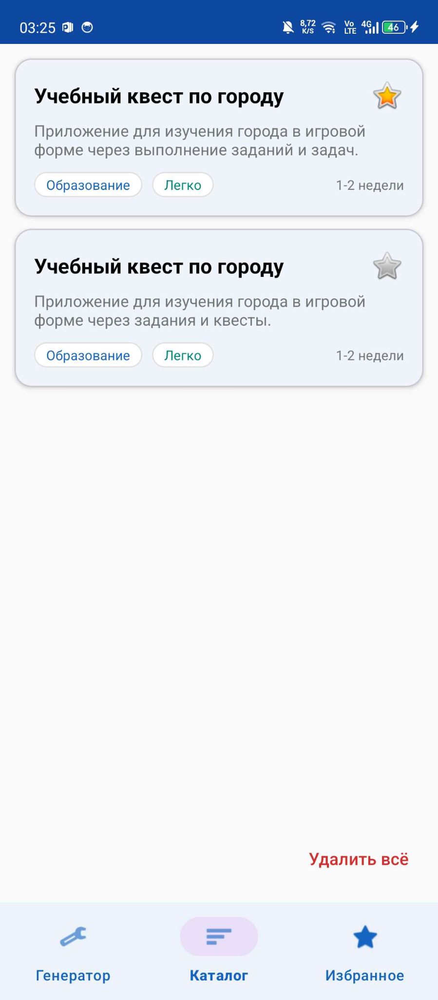 03:25
8,72
K/S
Vo
LTE
4G
46
Учебный квест по городу
Приложение для изучения города в игровой
форме через выполнение заданий и задач.
Образование
Легко
1-2 недели
Учебный квест по городу
Приложение для изучения города в игровой
форме через задания и квесты.
Образование
Легко
1-2 недели
Удалить всё
Генератор
Каталог
Избранное